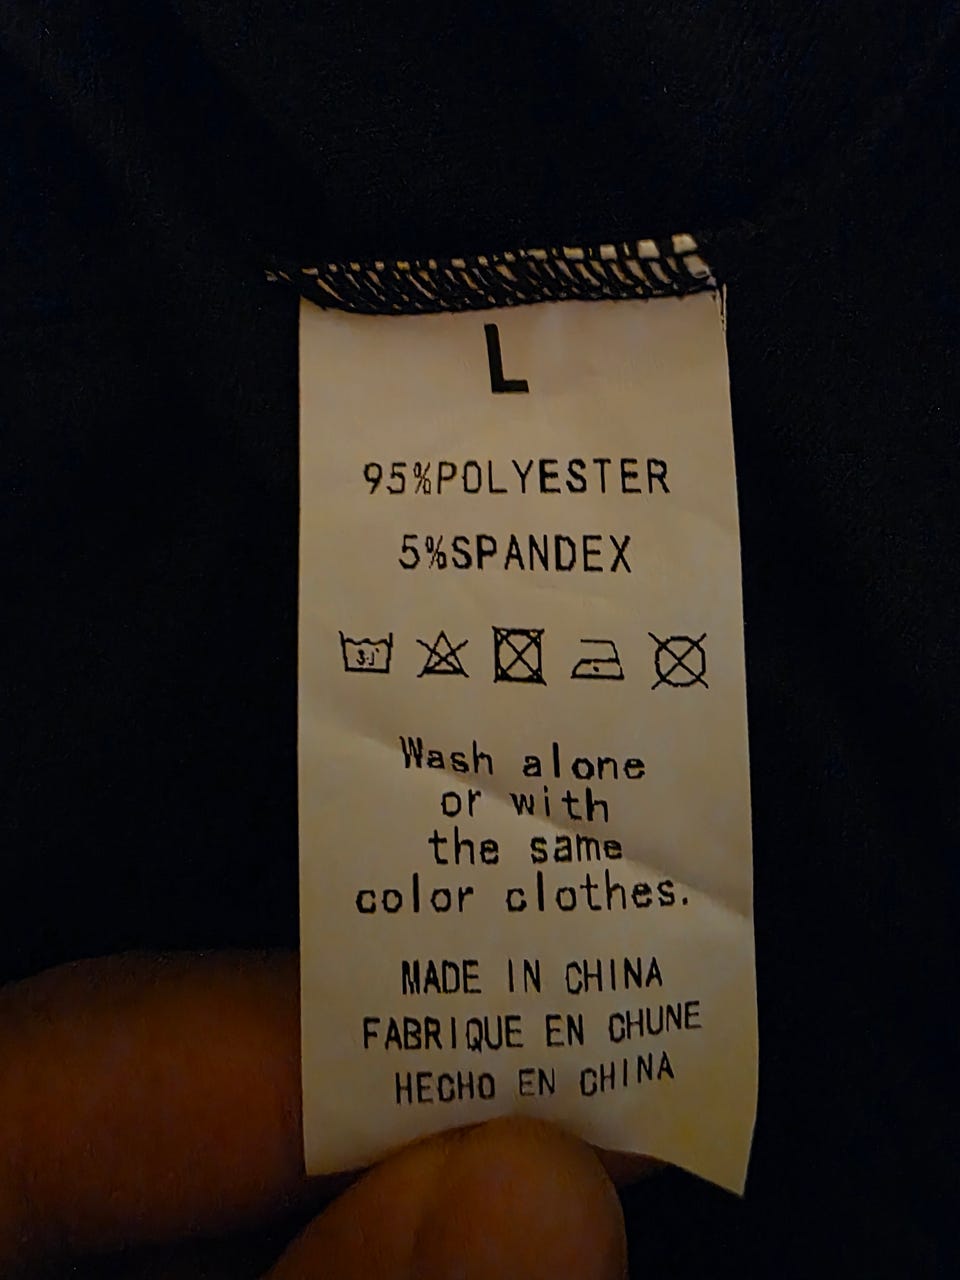 L
95%POLYESTER
5%SPANDEX
Wash alone
or with
the same
color clothes.
MADE IN CHINA
FABRIQUE EN CHUNE
HECHO EN CHINA